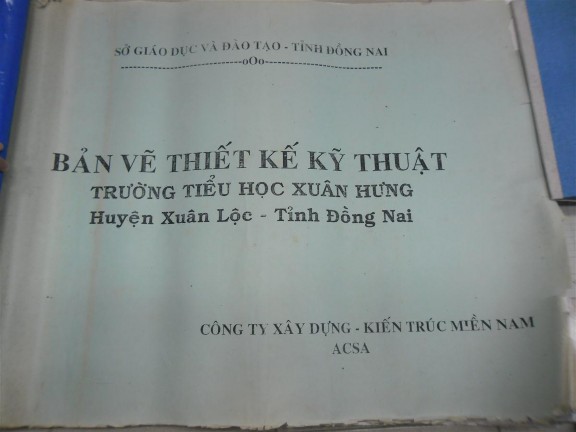 SỞ GIÁO DỤC VÀ ĐÀO TẠO - TỈNH ĐỒNG NAI
-------------------------oOo-------------------------
BẢN VẼ THIẾT KẾ KỸ THUẬT
TRƯỜNG TIỂU HỌC XUÂN HƯNG
Huyện Xuân Lộc - Tỉnh Đồng Nai
CÔNG TY XÂY DỰNG - KIẾN TRÚC MIỀN NAM
ACSA